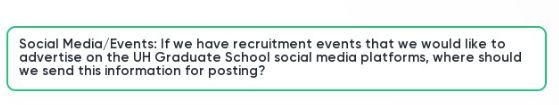 Social Media/Events: If we have recruitment events that we would like to
advertise on the UH Graduate School social media platforms, where should
we send this information for posting?